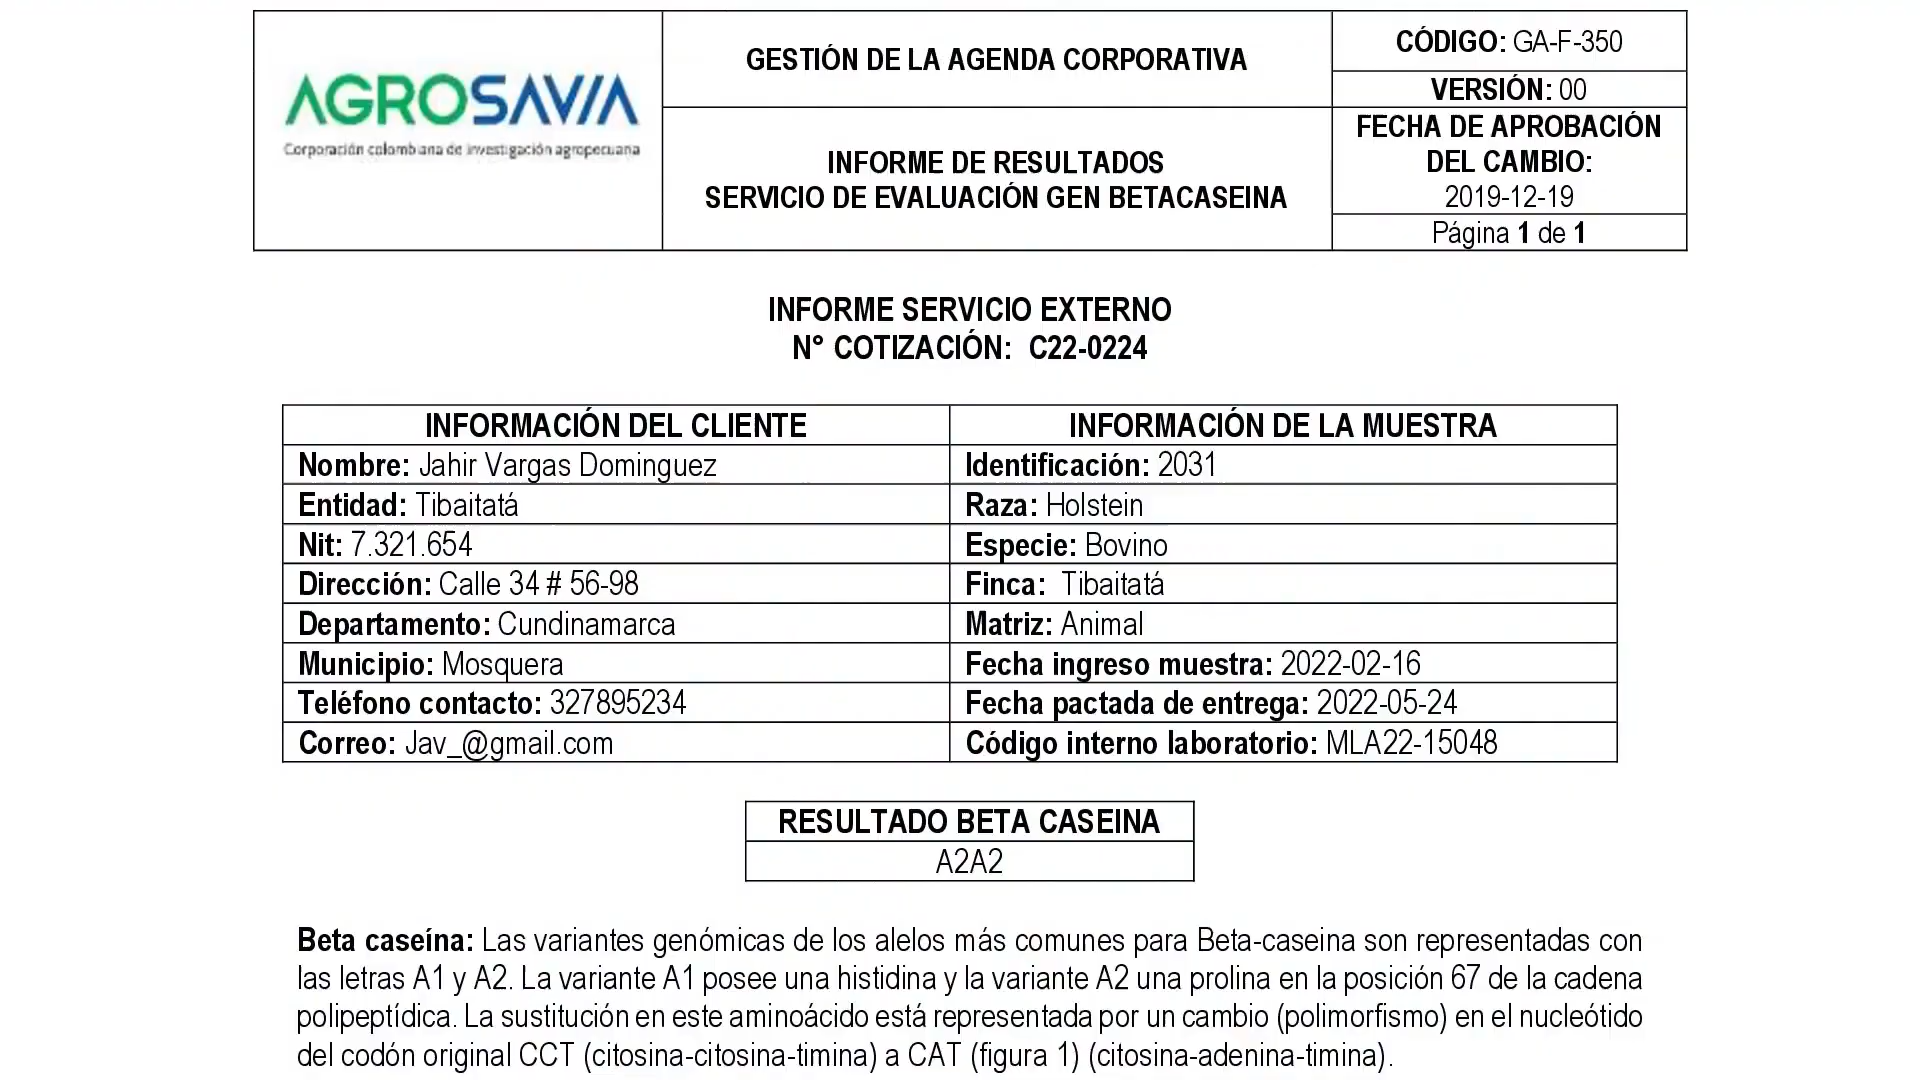 AGROSAVIA
Corporación colombiana de investigación agropecuaria
GESTIÓN DE LA AGENDA CORPORATIVA
INFORME DE RESULTADOS
SERVICIO DE EVALUACIÓN GEN BETACASEINA
CÓDIGO: GA-F-350
VERSIÓN: 00
FECHA DE APROBACIÓN
DEL CAMBIO:
2019-12-19
Página 1 de 1
INFORME SERVICIO EXTERNO
N° COTIZACIÓN: C22-0224
INFORMACIÓN DEL CLIENTE
INFORMACIÓN DE LA MUESTRA
Nombre: Jahir Vargas Dominguez
Identificación: 2031
Entidad: Tibaitatá
Raza: Holstein
Nit: 7.321.654
Especie: Bovino
Dirección: Calle 34 # 56-98
Finca: Tibaitatá
Departamento: Cundinamarca
Matriz: Animal
Municipio: Mosquera
Fecha ingreso muestra: 2022-02-16
Teléfono contacto: 327895234
Fecha pactada de entrega: 2022-05-24
Correo: Jav_@gmail.com
Código interno laboratorio: MLA22-15048
RESULTADO BETA CASEINA
A2A2
Beta caseína: Las variantes genómicas de los alelos más comunes para Beta-caseina son representadas con
las letras A1 y A2. La variante A1 posee una histidina y la variante A2 una prolina en la posición 67 de la cadena
polipeptídica. La sustitución en este aminoácido está representada por un cambio (polimorfismo) en el nucleótido
del codón original CCT (citosina-citosina-timina) a CAT (figura 1) (citosina-adenina-timina).